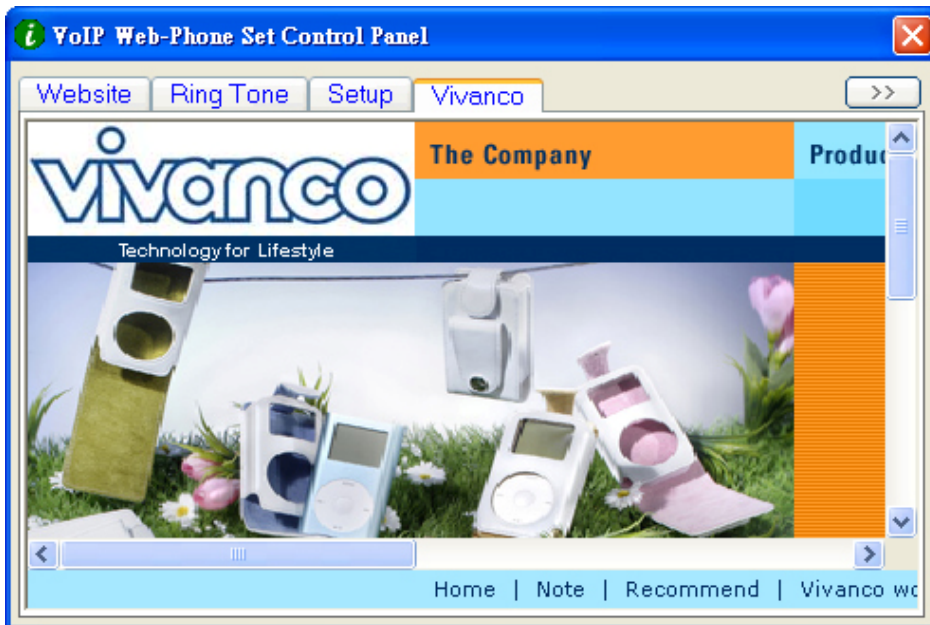 VoIP Web-Phone Set Control Panel
Website Ring Tone Setup Vivanco >>
vivanco The Company
Technology for Lifestyle
Home | Note | Recommend | Vivanco